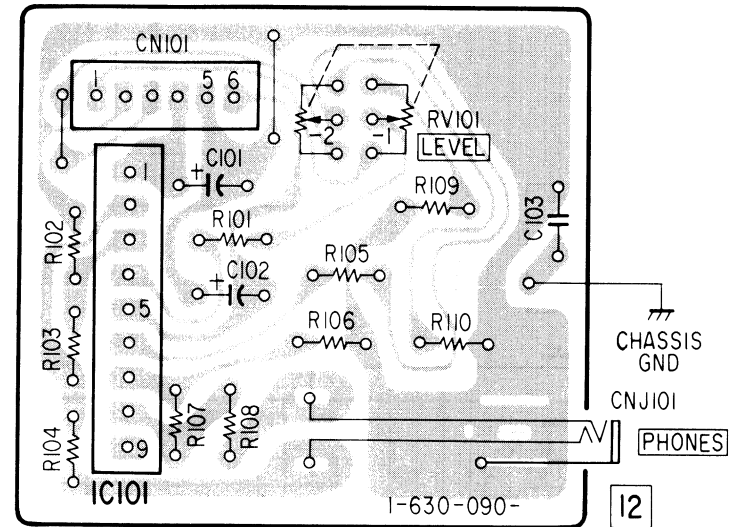 CN101
1 5 6
-2 -1
RV101
LEVEL
+ C101
1
R109
R101
R102
C103
+ C102
R105
5
R103
R106
R110
CHASSIS
GND
CNJ101
R107
R108
R104
9
PHONES
IC101
1-630-090-
12